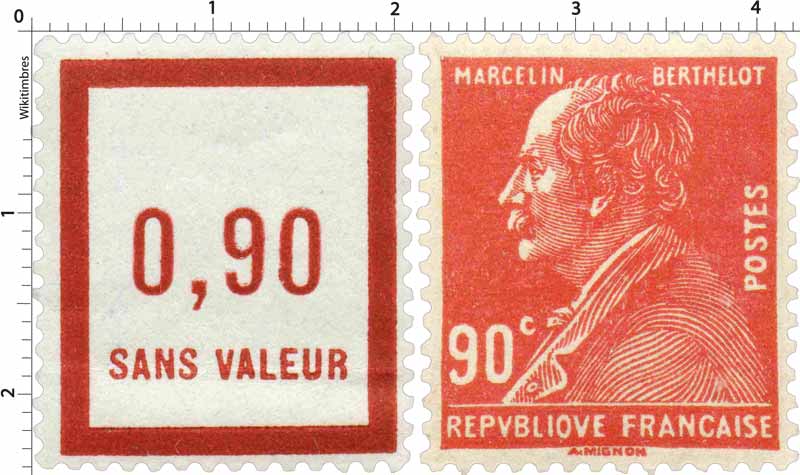 0 1 2 3 4
Wikitimbres
1
2
0,90
SANS VALEUR
MARCELIN BERTHELOT
POSTES
90c
REPVBLIQVE FRANCAISE
A. MIGNON